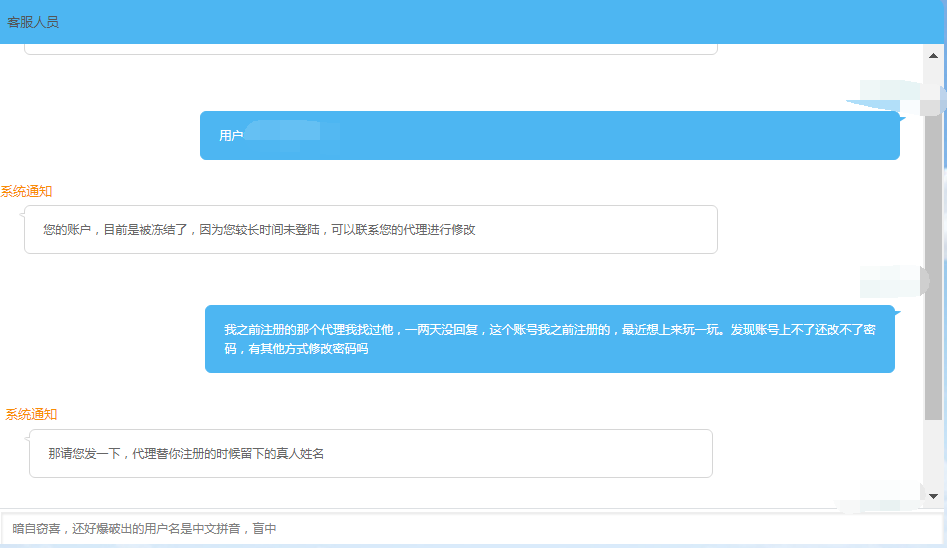 客服人员
用户
系统通知
您的账户，目前是被冻结了，因为您较长时间未登陆，可以联系您的代理进行修改
我之前注册的那个代理我找过他，一两天没回复，这个账号我之前注册的，最近想上来玩一玩。发现账号上不了还改不了密
码，有其他方式修改密码吗
系统通知
那请您发一下，代理替你注册的时候留下的真人姓名
暗自窃喜，还好爆破出的用户名是中文拼音，盲中